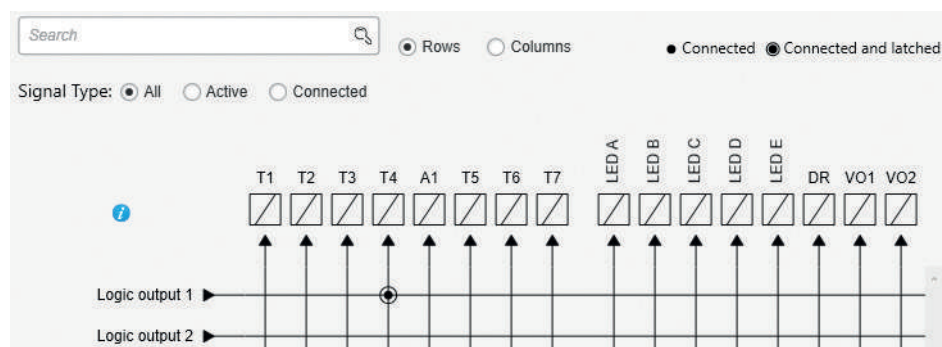 Search
Rows Columns Connected Connected and latched
Signal Type: All Active Connected
T1 T2 T3 T4 A1 T5 T6 T7 LED A LED B LED C LED D LED E DR VO1 VO2
i
Logic output 1
Logic output 2